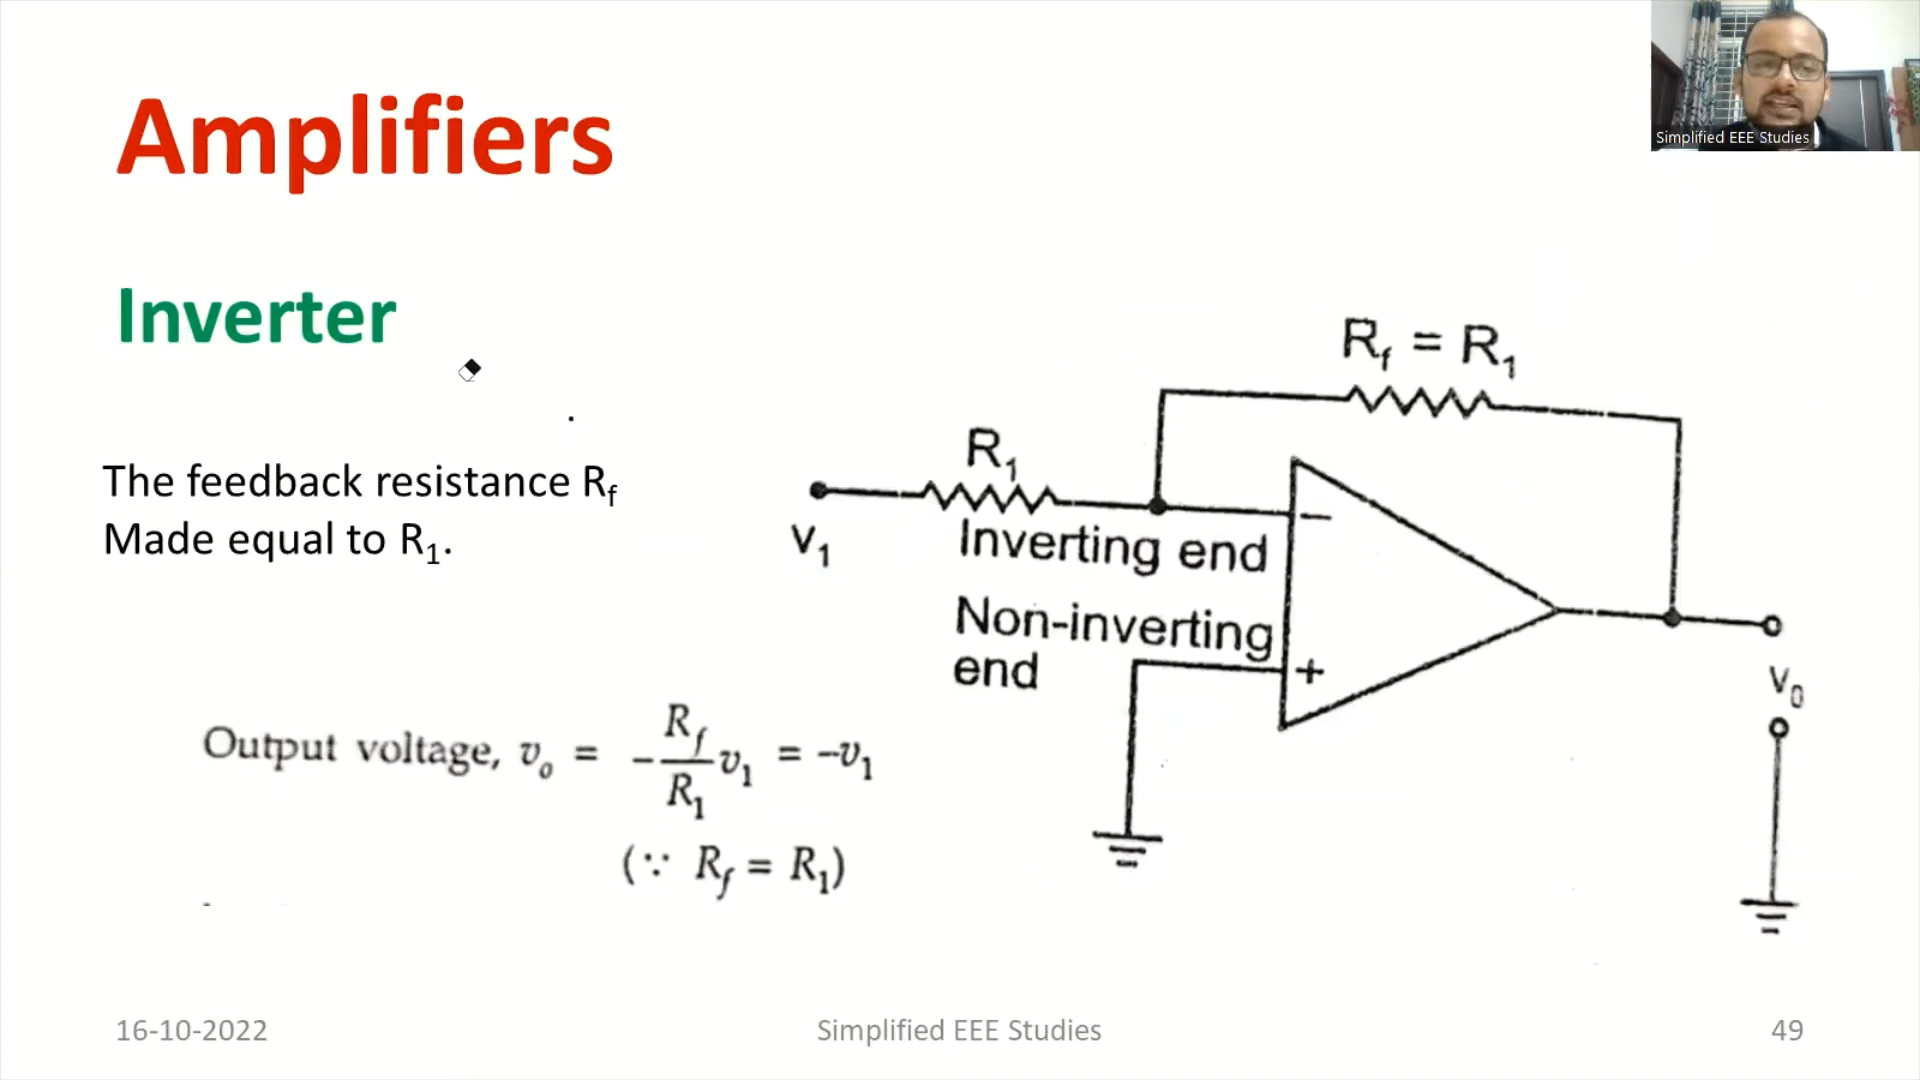 Simplified EEE Studies
Amplifiers
Inverter
The feedback resistance R_f
Made equal to R₁.
R_f = R₁
R₁
V₁
Inverting end
−
Non-inverting
end
+
V₀
Output voltage, v_o = −(R_f/R₁)v₁ = −v₁
(∵ R_f = R₁)
16-10-2022
Simplified EEE Studies
49